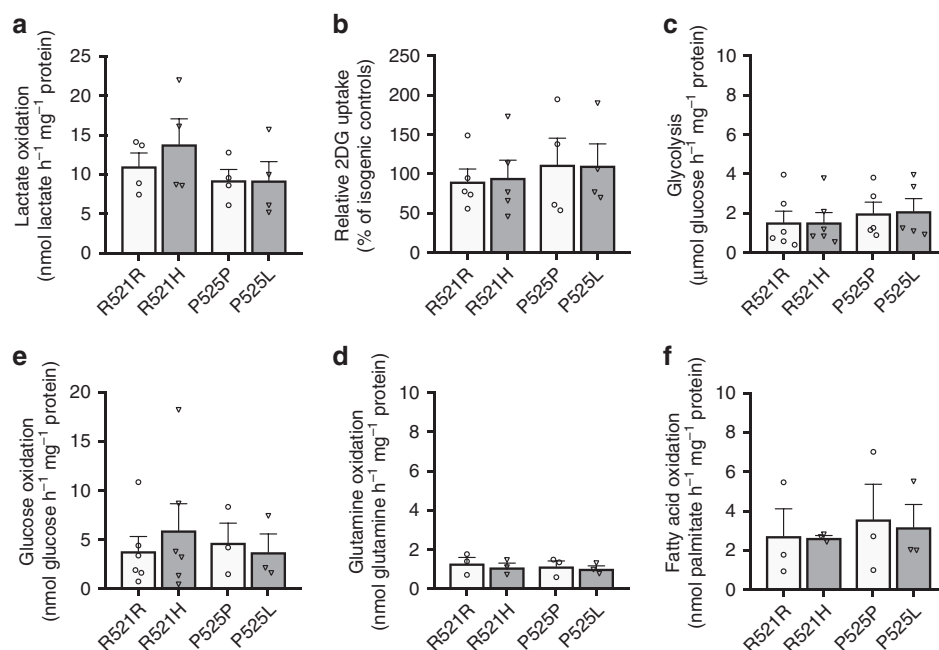 a
Lactate oxidation
(nmol lactate h⁻¹ mg⁻¹ protein)
25
20
15
10
5
0
R521R
R521H
P525P
P525L
b
Relative 2DG uptake
(% of isogenic controls)
250
200
150
100
50
0
R521R
R521H
P525P
P525L
c
Glycolysis
(μmol glucose h⁻¹ mg⁻¹ protein)
10
8
6
4
2
0
R521R
R521H
P525P
P525L
e
Glucose oxidation
(nmol glucose h⁻¹ mg⁻¹ protein)
20
15
10
5
0
R521R
R521H
P525P
P525L
d
Glutamine oxidation
(nmol glutamine h⁻¹ mg⁻¹ protein)
10
8
6
4
2
0
R521R
R521H
P525P
P525L
f
Fatty acid oxidation
(nmol palmitate h⁻¹ mg⁻¹ protein)
10
8
6
4
2
0
R521R
R521H
P525P
P525L